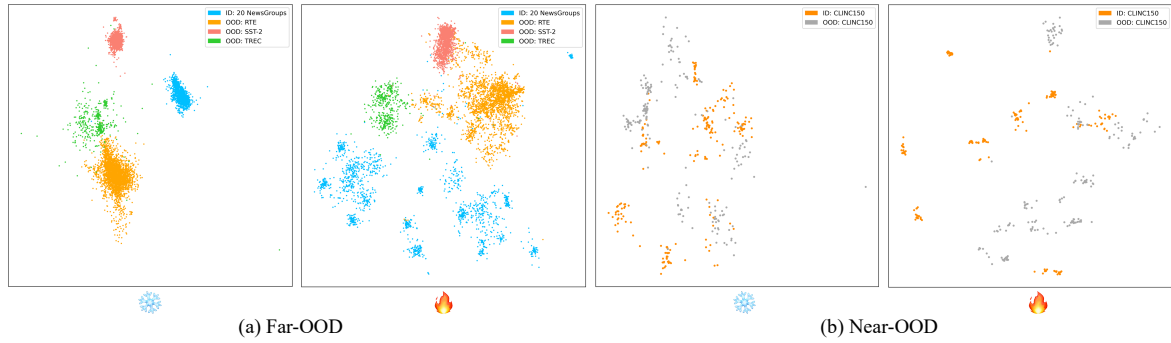 ID: 20 NewsGroups
OOD: RTE
OOD: SST-2
OOD: TREC
ID: 20 NewsGroups
OOD: RTE
OOD: SST-2
OOD: TREC
ID: CLINC150
OOD: CLINC150
ID: CLINC150
OOD: CLINC150
(a) Far-OOD
(b) Near-OOD